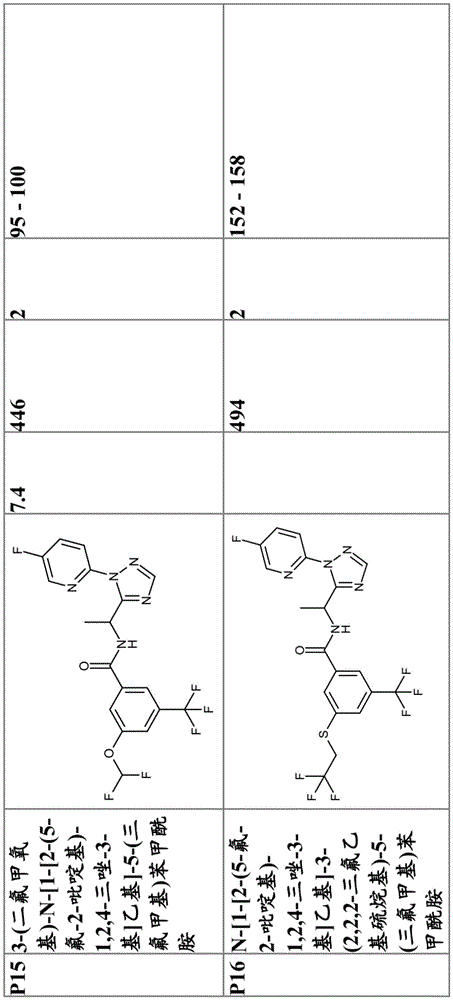 P15
3-(二氟甲氧
基)-N-[1-[2-(5-
氟-2-吡啶基)-
1,2,4-三唑-3-
基]乙基]-5-(三
氟甲基)苯甲酰
胺
F
N
N
N
N
O
N
H
O
F
F
F
F
F
7.4
446
2
95 - 100
P16
N-[1-[2-(5-氟-
2-吡啶基)-
1,2,4-三唑-3-
基]乙基]-3-
(2,2,2-三氟乙
基硫烷基)-5-
(三氟甲基)苯
甲酰胺
F
N
N
N
N
O
N
H
S
F
F
F
F
F
F
494
2
152 - 158